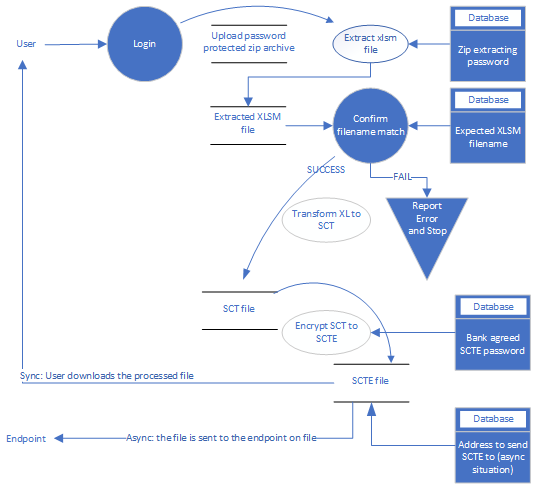 Database
User
Login
Upload password
protected zip archive
Extract xlsm
file
Zip extracting
password
Database
Extracted XLSM
file
Confirm
filename match
Expected XLSM
filename
SUCCESS
FAIL
Report
Error
and Stop
Transform XL to
SCT
SCT file
Database
Encrypt SCT to
SCTE
Bank agreed
SCTE password
Sync: User downloads the processed file
SCTE file
Database
Endpoint
Async: the file is sent to the endpoint on file
Address to send
SCTE to (async
situation)